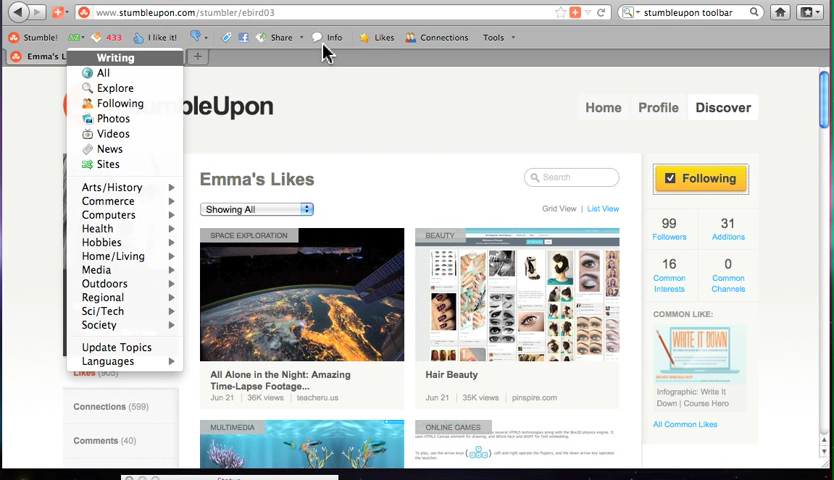 www.stumbleupon.com/stumbler/ebird03
stumbleupon toolbar
Stumble!
All
433
I like it!
Share
Info
Likes
Connections
Tools
Emma's L
Writing
All
Explore
Following
Photos
Videos
News
Sites
Arts/History
Commerce
Computers
Health
Hobbies
Home/Living
Media
Outdoors
Regional
Sci/Tech
Society
Update Topics
Languages
bleUpon
Home
Profile
Discover
Emma's Likes
Search
Showing All
Grid View | List View
SPACE EXPLORATION
All Alone in the Night: Amazing
Time-Lapse Footage...
Jun 21 | 36K views | teacheru.us
BEAUTY
Hair Beauty
Jun 21 | 35K views | pinspire.com
MULTIMEDIA
ONLINE GAMES
Following
99
Followers
31
Additions
16
Common
Interests
0
Common
Channels
COMMON LIKE:
WRITE IT
DOWN
Infographic: Write It
Down | Course Hero
All Common Likes
Likes (905)
Connections (599)
Comments (40)
Status